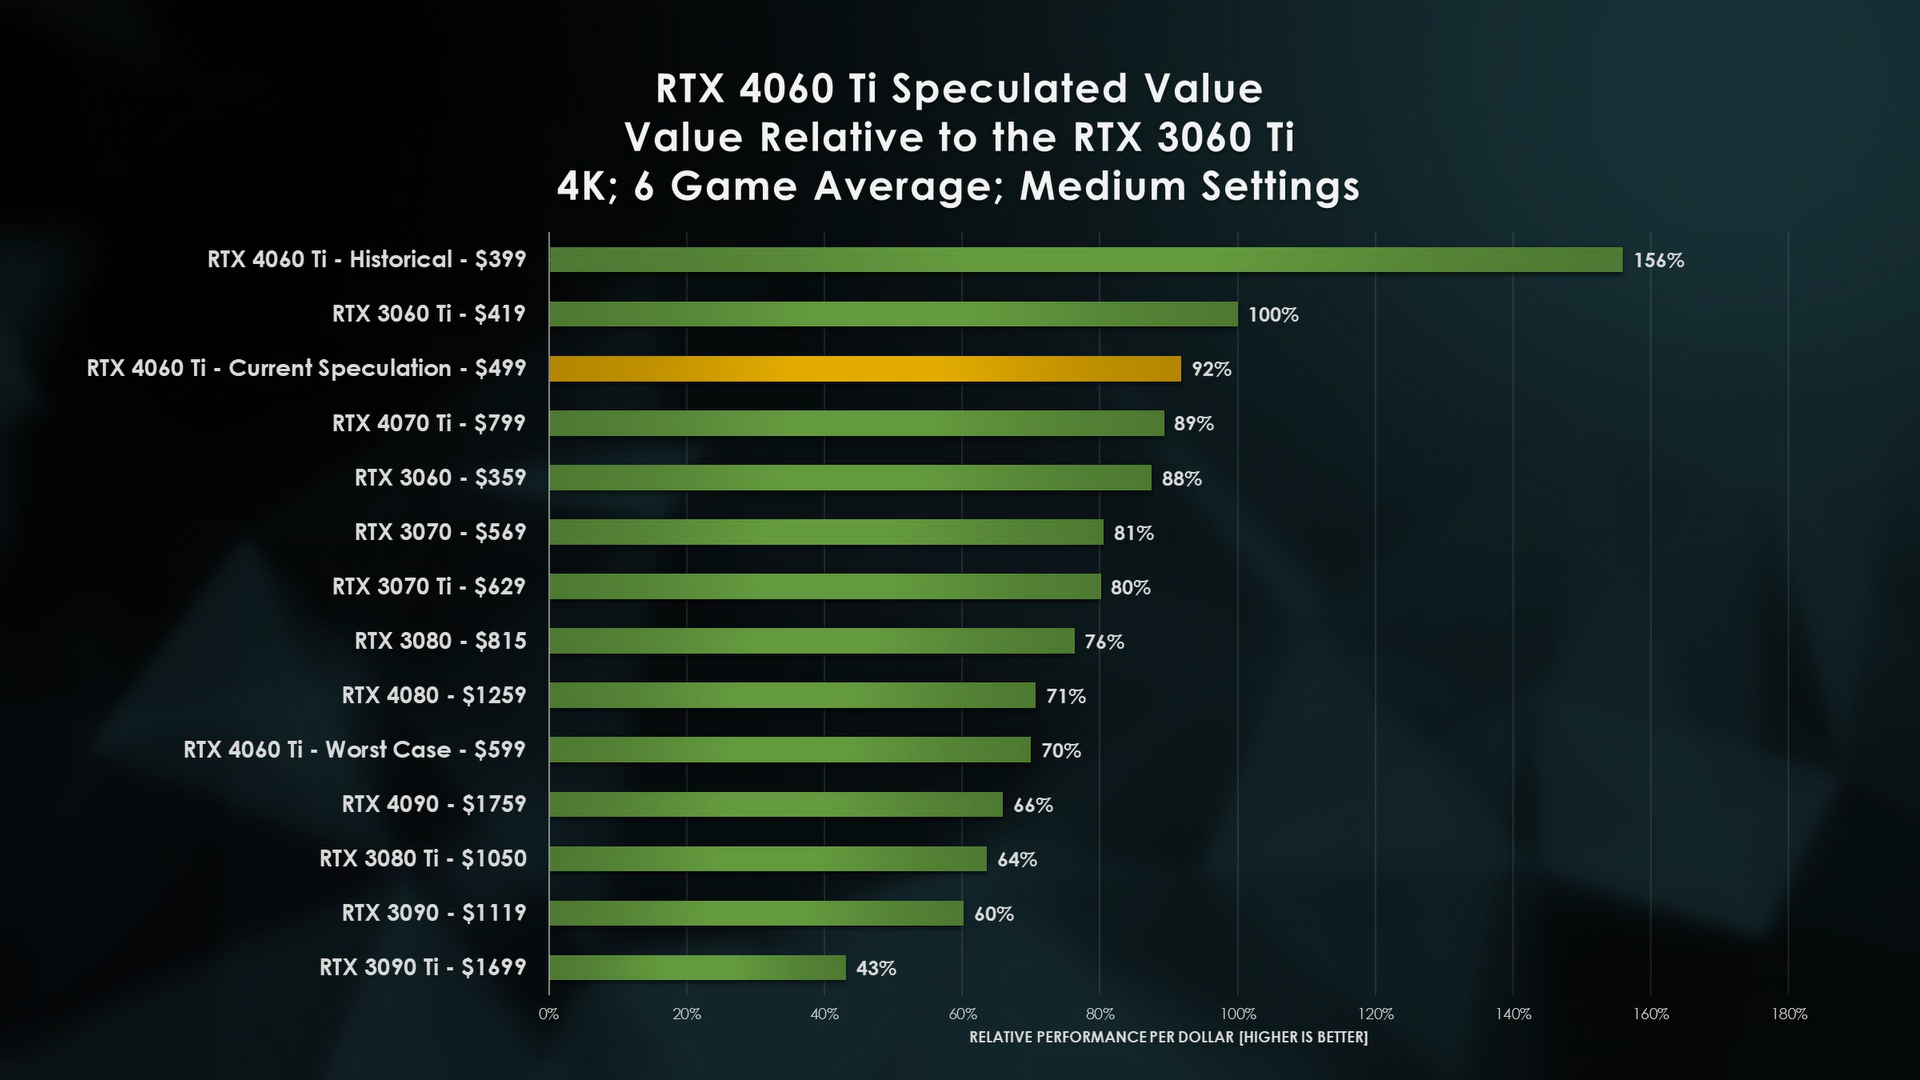 RTX 4060 Ti Speculated Value
Value Relative to the RTX 3060 Ti
4K; 6 Game Average; Medium Settings
RTX 4060 Ti - Historical - $399 156%
RTX 3060 Ti - $419 100%
RTX 4060 Ti - Current Speculation - $499 92%
RTX 4070 Ti - $799 89%
RTX 3060 - $359 88%
RTX 3070 - $569 81%
RTX 3070 Ti - $629 80%
RTX 3080 - $815 76%
RTX 4080 - $1259 71%
RTX 4060 Ti - Worst Case - $599 70%
RTX 4090 - $1759 66%
RTX 3080 Ti - $1050 64%
RTX 3090 - $1119 60%
RTX 3090 Ti - $1699 43%
0% 20% 40% 60% 80% 100% 120% 140% 160% 180%
RELATIVE PERFORMANCE PER DOLLAR [HIGHER IS BETTER]